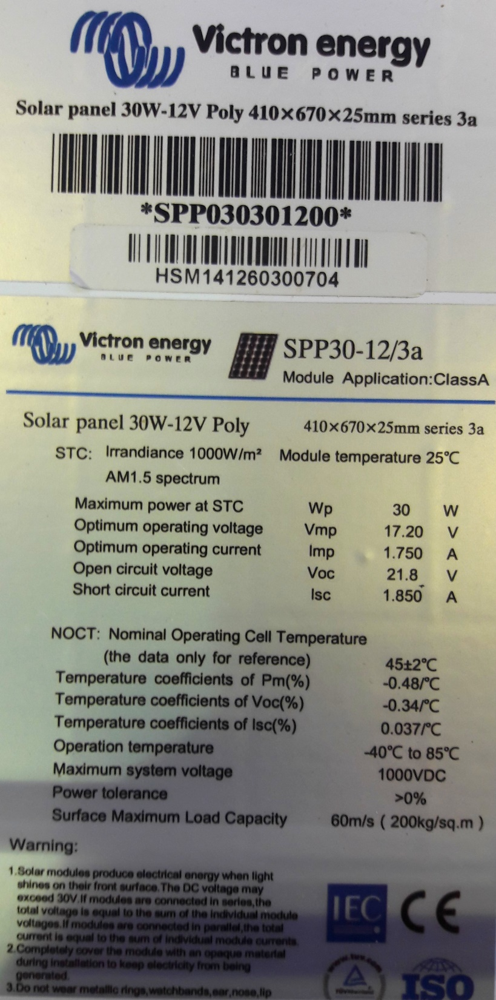 Victron energy
BLUE POWER
Solar panel 30W-12V Poly 410×670×25mm series 3a
*SPP030301200*
HSM141260300704
Victron energy
BLUE POWER
SPP30-12/3a
Module Application:ClassA
Solar panel 30W-12V Poly 410×670×25mm series 3a
STC: Irrandiance 1000W/m² Module temperature 25℃
AM1.5 spectrum
Maximum power at STC Wp 30 W
Optimum operating voltage Vmp 17.20 V
Optimum operating current Imp 1.750 A
Open circuit voltage Voc 21.8 V
Short circuit current Isc 1.850 A
NOCT: Nominal Operating Cell Temperature
(the data only for reference) 45±2℃
Temperature coefficients of Pm(%) -0.48/℃
Temperature coefficients of Voc(%) -0.34/℃
Temperature coefficients of Isc(%) 0.037/℃
Operation temperature -40℃ to 85℃
Maximum system voltage 1000VDC
Power tolerance >0%
Surface Maximum Load Capacity 60m/s ( 200kg/sq.m )
Warning:
1.Solar modules produce electrical energy when light
shines on their front surface.The DC voltage may
exceed 30V.If modules are connected in series,the
total voltage is equal to the sum of the individual module
voltages.If modules are connected in parallel,the total
current is equal to the sum of individual module currents.
2.Completely cover the module with an opaque material
during installation to keep electricity from being
generated.
3.Do not wear metallic rings,watchbands,ear,nose,lip
IEC
CE
www.tuv.com
ISO